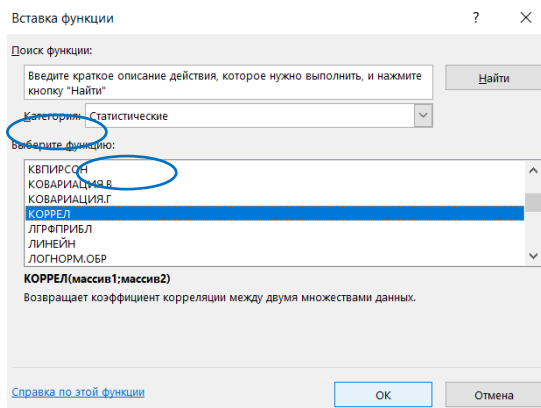 Вставка функции ? ×
Поиск функции:
Введите краткое описание действия, которое нужно выполнить, и нажмите
кнопку "Найти"
Найти
Категория: Статистические
Выберите функцию:
КВПИРСОН
КОВАРИАЦИЯ.В
КОВАРИАЦИЯ.Г
КОРРЕЛ
ЛГРФПРИБЛ
ЛИНЕЙН
ЛОГНОРМ.ОБР
КОРРЕЛ(массив1;массив2)
Возвращает коэффициент корреляции между двумя множествами данных.
Справка по этой функции
ОК
Отмена